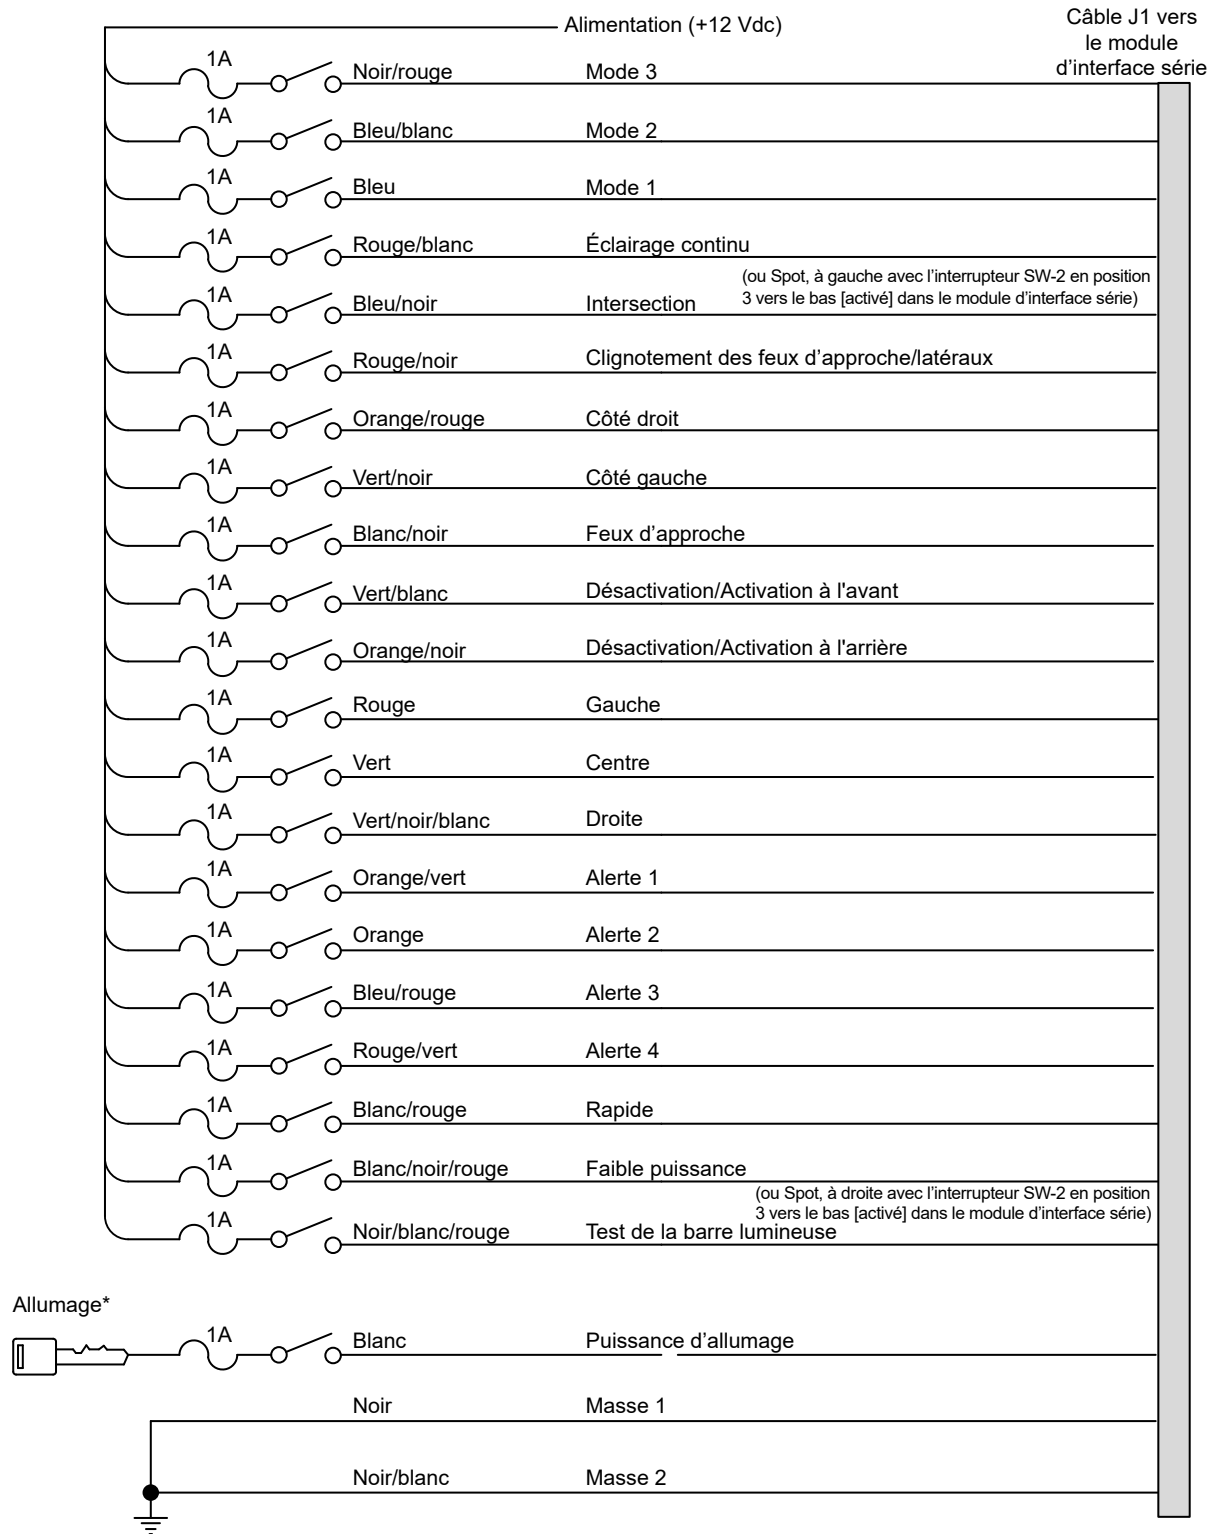 Alimentation (+12 Vdc)
Câble J1 vers
le module
d’interface série
1A Noir/rouge Mode 3
1A Bleu/blanc Mode 2
1A Bleu Mode 1
1A Rouge/blanc Éclairage continu
(ou Spot, à gauche avec l’interrupteur SW-2 en position
3 vers le bas [activé] dans le module d’interface série)
1A Bleu/noir Intersection
1A Rouge/noir Clignotement des feux d’approche/latéraux
1A Orange/rouge Côté droit
1A Vert/noir Côté gauche
1A Blanc/noir Feux d’approche
1A Vert/blanc Désactivation/Activation à l'avant
1A Orange/noir Désactivation/Activation à l'arrière
1A Rouge Gauche
1A Vert Centre
1A Vert/noir/blanc Droite
1A Orange/vert Alerte 1
1A Orange Alerte 2
1A Bleu/rouge Alerte 3
1A Rouge/vert Alerte 4
1A Blanc/rouge Rapide
1A Blanc/noir/rouge Faible puissance
(ou Spot, à droite avec l’interrupteur SW-2 en position
3 vers le bas [activé] dans le module d’interface série)
1A Noir/blanc/rouge Test de la barre lumineuse
Allumage*
1A Blanc Puissance d’allumage
Noir Masse 1
Noir/blanc Masse 2